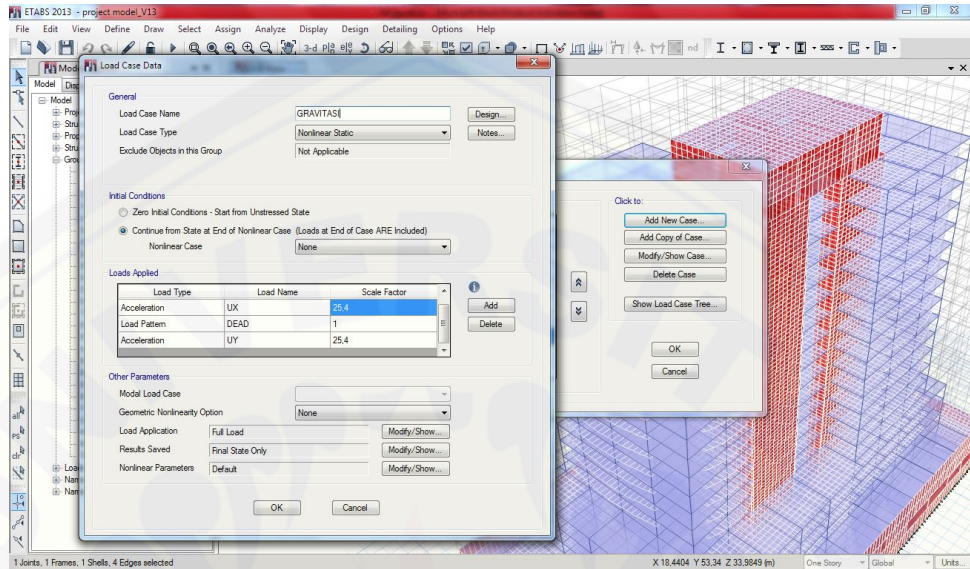 ETABS 2013 - project model_V13
File Edit View Define Draw Select Assign Analyze Display Design Detailing Options Help
3-d
nd
Model
Load Case Data
General
Load Case Name GRAVITASI Design...
Load Case Type Nonlinear Static Notes...
Exclude Objects in this Group Not Applicable
Initial Conditions
Zero Initial Conditions - Start from Unstressed State
Continue from State at End of Nonlinear Case (Loads at End of Case ARE Included)
Nonlinear Case None
Loads Applied
Load Type Load Name Scale Factor
Acceleration UX 25,4
Load Pattern DEAD 1
Acceleration UY 25,4
Add
Delete
Other Parameters
Modal Load Case
Geometric Nonlinearity Option None
Load Application Full Load Modify/Show...
Results Saved Final State Only Modify/Show...
Nonlinear Parameters Default Modify/Show...
OK Cancel
Click to:
Add New Case...
Add Copy of Case...
Modify/Show Case...
Delete Case
Show Load Case Tree...
OK
Cancel
all
ps
clr
1 Joints, 1 Frames, 1 Shells, 4 Edges selected X 18,4404 Y 53,34 Z 33,9849 (m) One Story Global Units...